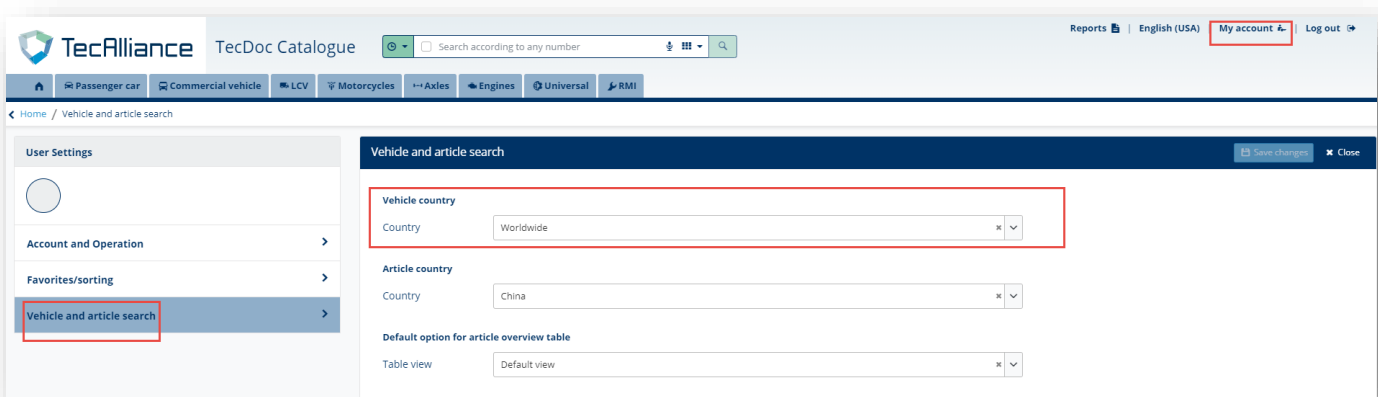 Reports | English (USA) | My account | Log out
TecAlliance TecDoc Catalogue Search according to any number
Passenger car Commercial vehicle LCV Motorcycles Axles Engines Universal RMI
Home / Vehicle and article search
User Settings
Vehicle and article search Save changes Close
Vehicle country
Country Worldwide
Account and Operation
Article country
Favorites/sorting
Country China
Vehicle and article search
Default option for article overview table
Table view Default view